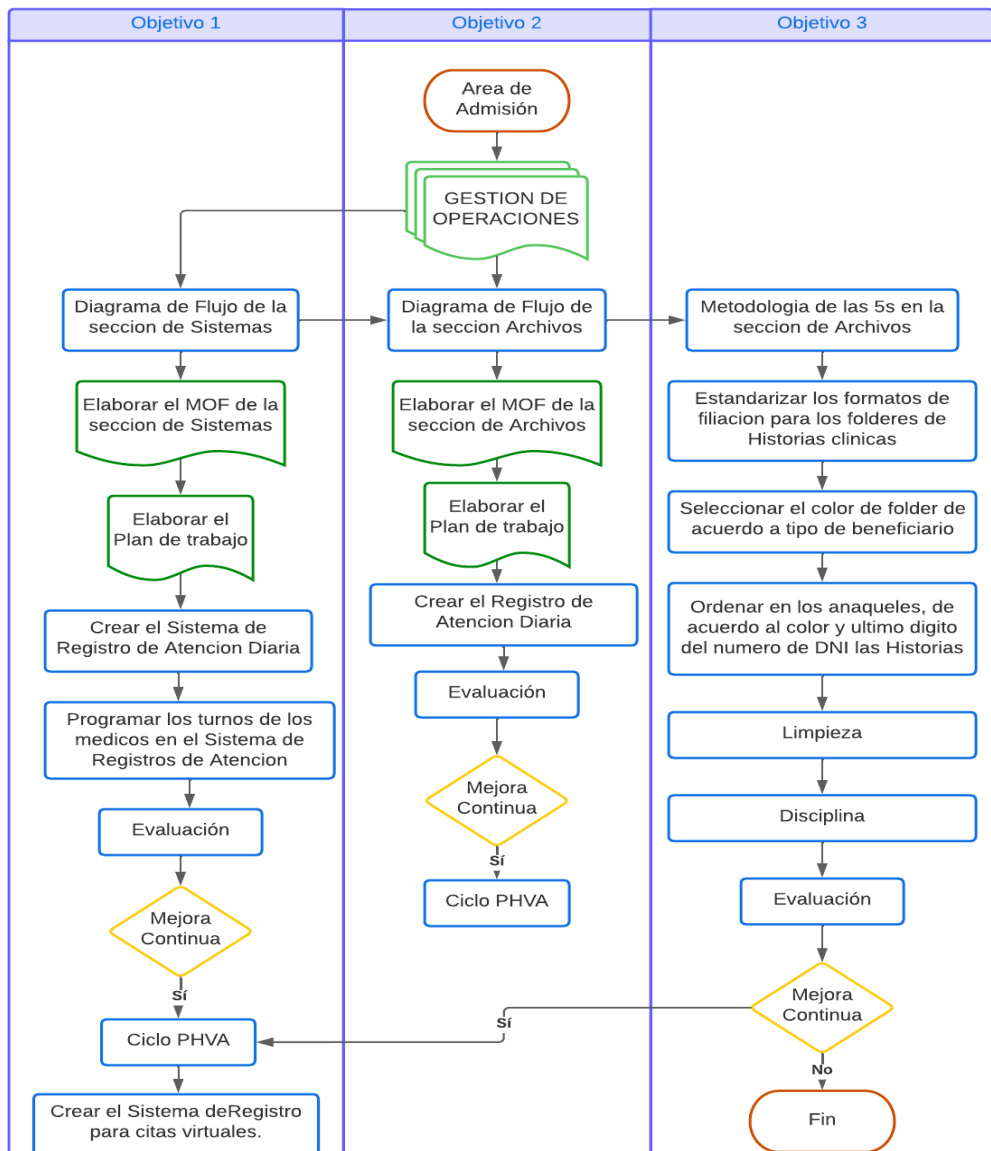 Objetivo 1
Objetivo 2
Objetivo 3
Area de
Admisión
GESTION DE
OPERACIONES
Diagrama de Flujo de la
seccion de Sistemas
Elaborar el MOF de la
seccion de Sistemas
Elaborar el
Plan de trabajo
Crear el Sistema de
Registro de Atencion Diaria
Programar los turnos de los
medicos en el Sistema de
Registros de Atencion
Evaluación
Mejora
Continua
Sí
Ciclo PHVA
Crear el Sistema deRegistro
para citas virtuales.
Diagrama de Flujo de
la seccion Archivos
Elaborar el MOF de la
seccion de Archivos
Elaborar el
Plan de trabajo
Crear el Registro de
Atencion Diaria
Evaluación
Mejora
Continua
Sí
Ciclo PHVA
Metodologia de las 5s en la
seccion de Archivos
Estandarizar los formatos de
filiacion para los folderes de
Historias clinicas
Seleccionar el color de folder de
acuerdo a tipo de beneficiario
Ordenar en los anaqueles, de
acuerdo al color y ultimo digito
del numero de DNI las Historias
Limpieza
Disciplina
Evaluación
Mejora
Continua
Sí
No
Fin